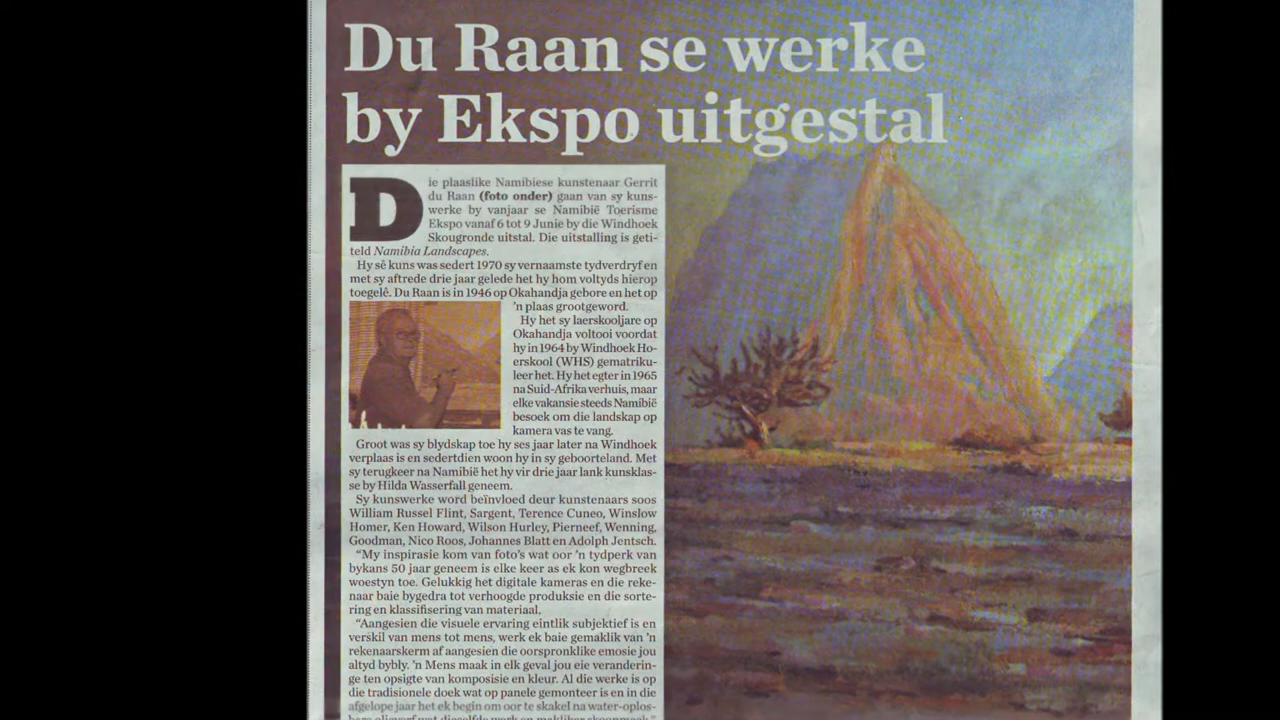 Du Raan se werke
by Ekspo uitgestal
Die plaaslike Namibiese kunstenaar Gerrit
du Raan (foto onder) gaan van sy kuns-
werke by vanjaar se Namibië Toerisme
Ekspo vanaf 6 tot 9 Junie by die Windhoek
Skougronde uitstal. Die uitstalling is geti-
teld Namibia Landscapes.
Hy sê kuns was sedert 1970 sy vernaamste tydverdryf en
met sy aftrede drie jaar gelede het hy hom voltyds hierop
toegelê. Du Raan is in 1946 op Okahandja gebore en het op
'n plaas grootgeword.
Hy het sy laerskooljare op
Okahandja voltooi voordat
hy in 1964 by Windhoek Ho-
erskool (WHS) gematriku-
leer het. Hy het egter in 1965
na Suid-Afrika verhuis, maar
elke vakansie steeds Namibië
besoek om die landskap op
kamera vas te vang.
Groot was sy blydskap toe hy ses jaar later na Windhoek
verplaas is en sedertdien woon hy in sy geboorteland. Met
sy terugkeer na Namibië het hy vir drie jaar lank kunsklas-
se by Hilda Wasserfall geneem.
Sy kunswerke word beïnvloed deur kunstenaars soos
William Russel Flint, Sargent, Terence Cuneo, Winslow
Homer, Ken Howard, Wilson Hurley, Pierneef, Wenning,
Goodman, Nico Roos, Johannes Blatt en Adolph Jentsch.
"My inspirasie kom van foto's wat oor 'n tydperk van
bykans 50 jaar geneem is elke keer as ek kon wegbreek
woestyn toe. Gelukkig het digitale kameras en die reke-
naar baie bygedra tot verhoogde produksie en die sorte-
ring en klassifisering van materiaal.
"Aangesien die visuele ervaring eintlik subjektief is en
verskil van mens tot mens, werk ek baie gemaklik van 'n
rekenaarskerm af aangesien die oorspronklike emosie jou
altyd bybly. 'n Mens maak in elk geval jou eie veranderin-
ge ten opsigte van komposisie en kleur. Al die werke is op
die tradisionele doek wat op panele gemonteer is en in die
afgelope jaar het ek begin om oor te skakel na water-oplos-